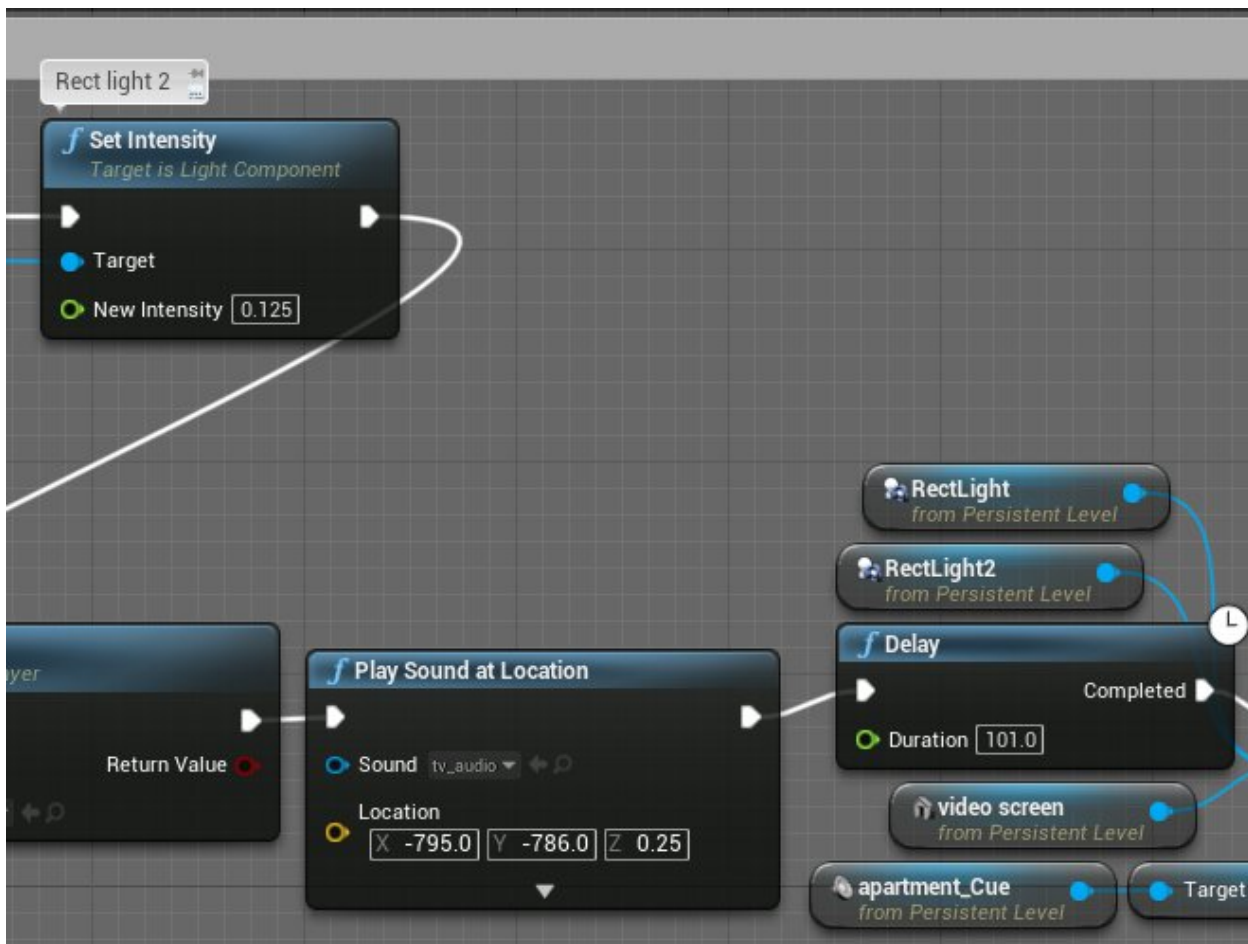 Rect light 2
Set Intensity
Target is Light Component
Target
New Intensity 0.125
RectLight
from Persistent Level
RectLight2
from Persistent Level
Delay
Completed
Duration 101.0
yer
Return Value
Play Sound at Location
Sound tv_audio
Location
X -795.0 Y -786.0 Z 0.25
video screen
from Persistent Level
apartment_Cue
from Persistent Level
Target